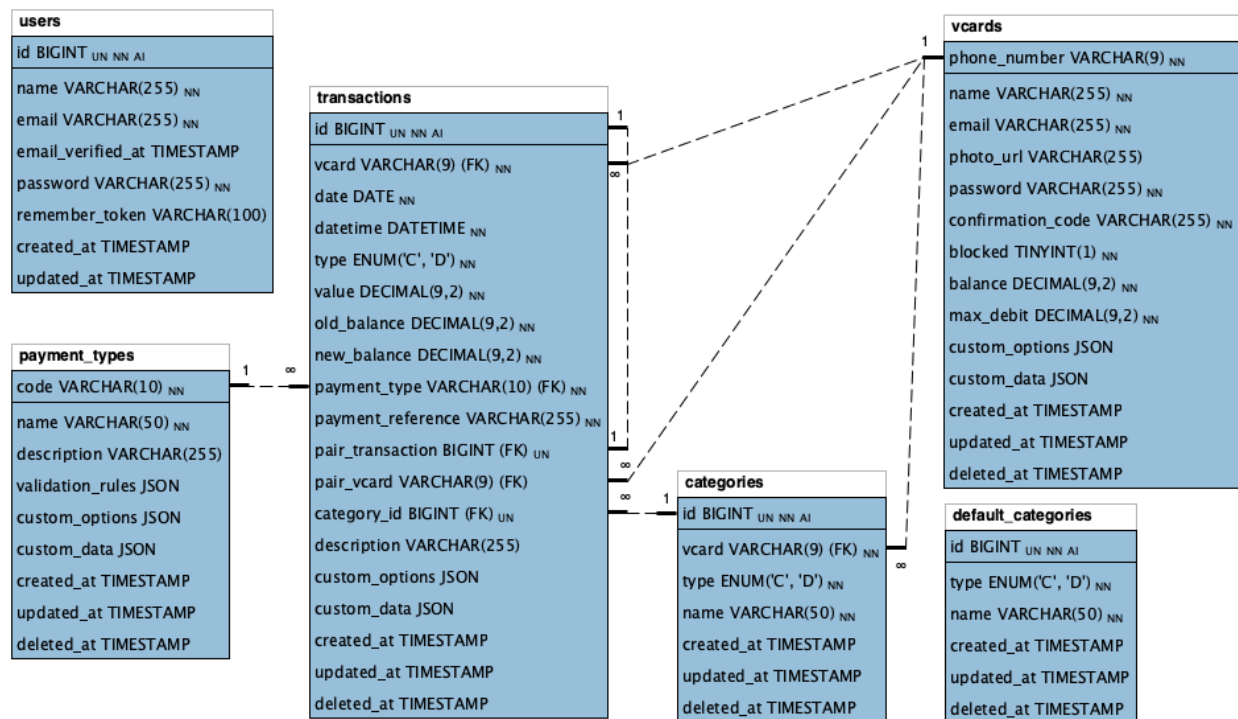 users
id BIGINT UN NN AI
name VARCHAR(255) NN
email VARCHAR(255) NN
email_verified_at TIMESTAMP
password VARCHAR(255) NN
remember_token VARCHAR(100)
created_at TIMESTAMP
updated_at TIMESTAMP
payment_types
code VARCHAR(10) NN
name VARCHAR(50) NN
description VARCHAR(255)
validation_rules JSON
custom_options JSON
custom_data JSON
created_at TIMESTAMP
updated_at TIMESTAMP
deleted_at TIMESTAMP
1
∞
transactions
id BIGINT UN NN AI
vcard VARCHAR(9) (FK) NN
date DATE NN
datetime DATETIME NN
type ENUM('C', 'D') NN
value DECIMAL(9,2) NN
old_balance DECIMAL(9,2) NN
new_balance DECIMAL(9,2) NN
payment_type VARCHAR(10) (FK) NN
payment_reference VARCHAR(255) NN
pair_transaction BIGINT (FK) UN
pair_vcard VARCHAR(9) (FK)
category_id BIGINT (FK) UN
description VARCHAR(255)
custom_options JSON
custom_data JSON
created_at TIMESTAMP
updated_at TIMESTAMP
deleted_at TIMESTAMP
1
∞
1
∞
∞
1
categories
id BIGINT UN NN AI
vcard VARCHAR(9) (FK) NN
type ENUM('C', 'D') NN
name VARCHAR(50) NN
created_at TIMESTAMP
updated_at TIMESTAMP
deleted_at TIMESTAMP
∞
1
vcards
phone_number VARCHAR(9) NN
name VARCHAR(255) NN
email VARCHAR(255) NN
photo_url VARCHAR(255)
password VARCHAR(255) NN
confirmation_code VARCHAR(255) NN
blocked TINYINT(1) NN
balance DECIMAL(9,2) NN
max_debit DECIMAL(9,2) NN
custom_options JSON
custom_data JSON
created_at TIMESTAMP
updated_at TIMESTAMP
deleted_at TIMESTAMP
default_categories
id BIGINT UN NN AI
type ENUM('C', 'D') NN
name VARCHAR(50) NN
created_at TIMESTAMP
updated_at TIMESTAMP
deleted_at TIMESTAMP